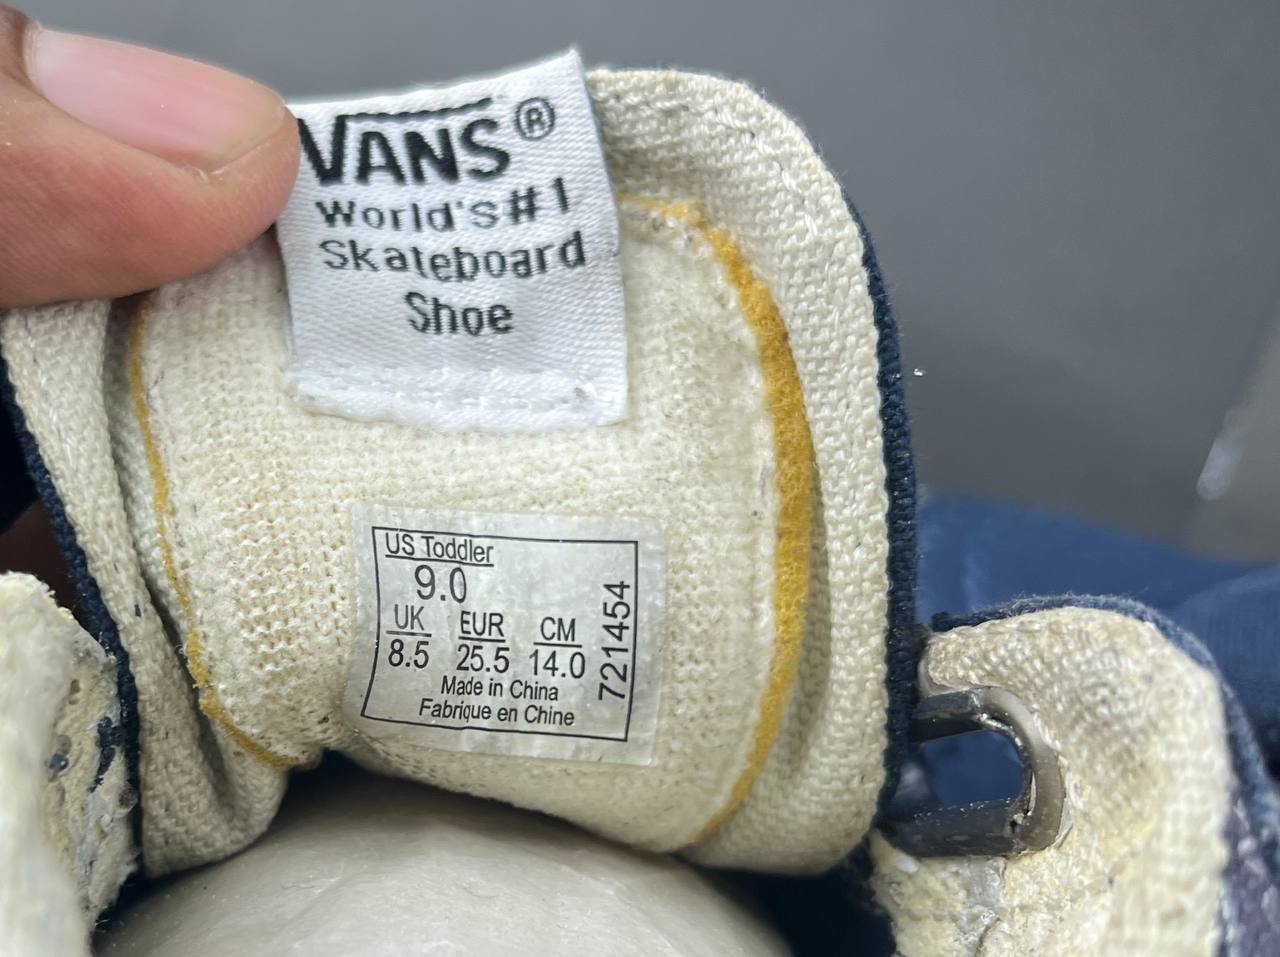 VANS®
World's #1
Skateboard
Shoe
US Toddler
9.0
UK EUR CM
8.5 25.5 14.0
Made in China
Fabrique en Chine
721454